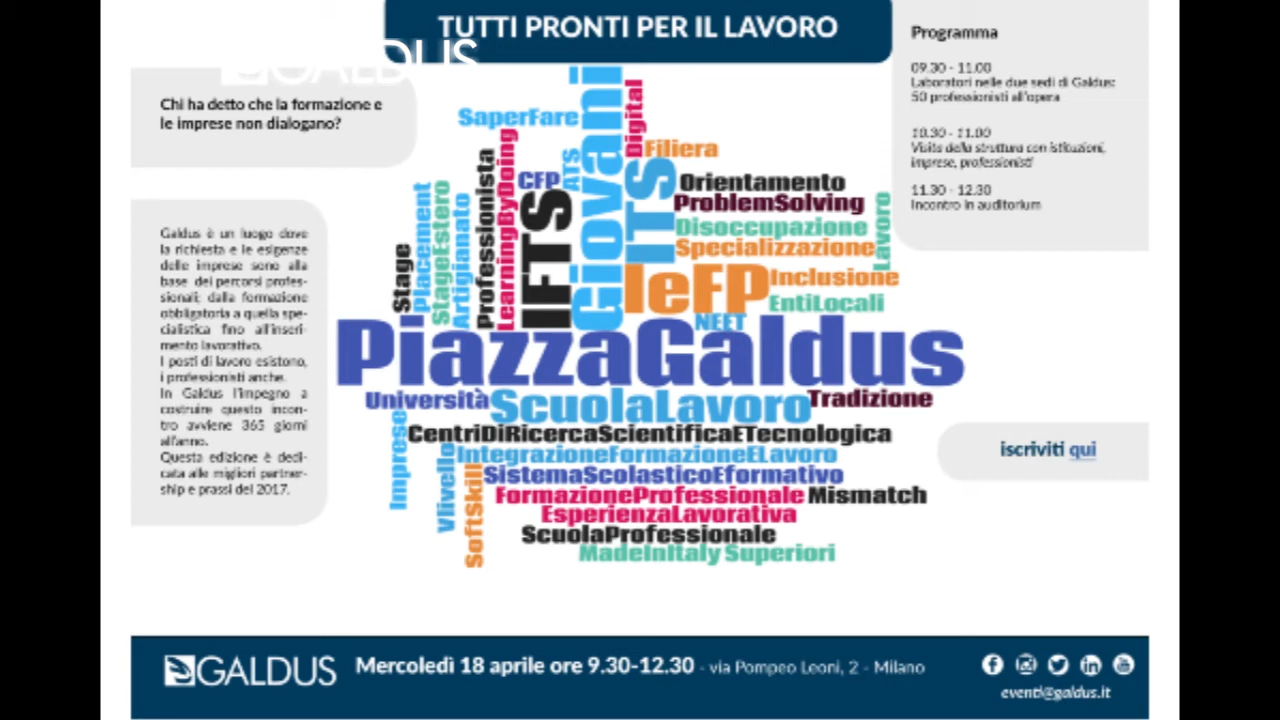 TUTTI PRONTI PER IL LAVORO
GALDUS
Chi ha detto che la formazione e
le imprese non dialogano?
Programma
09.30 - 11.00
Laboratori nelle due sedi di Galdus:
50 professionisti all'opera
10.30 - 11.00
Visita della struttura con istituzioni,
imprese, professionisti
11.30 - 12.30
Incontro in auditorium
Galdus è un luogo dove
la richiesta e le esigenze
delle imprese sono alla
base dei percorsi profes-
sionali; dalla formazione
obbligatoria a quella spe-
cialistica fino all'inseri-
mento lavorativo.
I posti di lavoro esistono,
i professionisti anche.
In Galdus l'impegno a
costruire questo incon-
tro avviene 365 giorni
all'anno.
Questa edizione è dedi-
cata alle migliori partner-
ship e prassi del 2017.
SaperFare
Giovani
Digital
Filiera
ATS
CFP
ITS
IFTS
LearningByDoing
Professionista
Artigianato
StageEstero
Placement
Stage
Orientamento
ProblemSolving
Disoccupazione
Specializzazione
Lavoro
IeFP
Inclusione
EntiLocali
NEET
PiazzaGaldus
Università
ScuolaLavoro
Tradizione
CentriDiRicercaScientificaETecnologica
Imprese
IntegrazioneFormazioneELavoro
VIlivello
SoftSkill
SistemaScolasticoEformativo
FormazioneProfessionale
Mismatch
EsperienzaLavorativa
ScuolaProfessionale
MadeInItaly
Superiori
iscriviti qui
GALDUS
Mercoledì 18 aprile ore 9.30-12.30 - via Pompeo Leoni, 2 - Milano
eventi@galdus.it